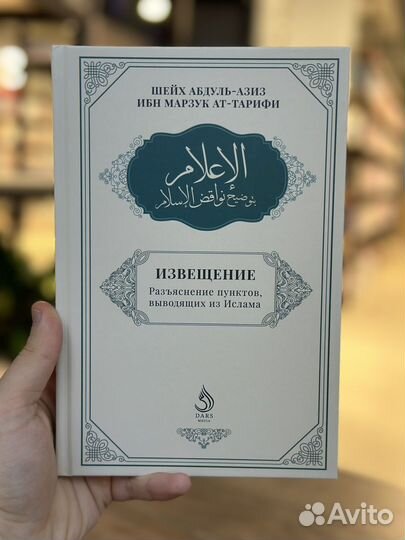 ШЕЙХ АБДУЛЬ-АЗИЗ
ИБН МАРЗУК АТ-ТАРИФИ
الإعلام
بتوضيح نواقض الإسلام
ИЗВЕЩЕНИЕ
Разъяснение пунктов,
выводящих из Ислама
DARS
MEDIA
Avito